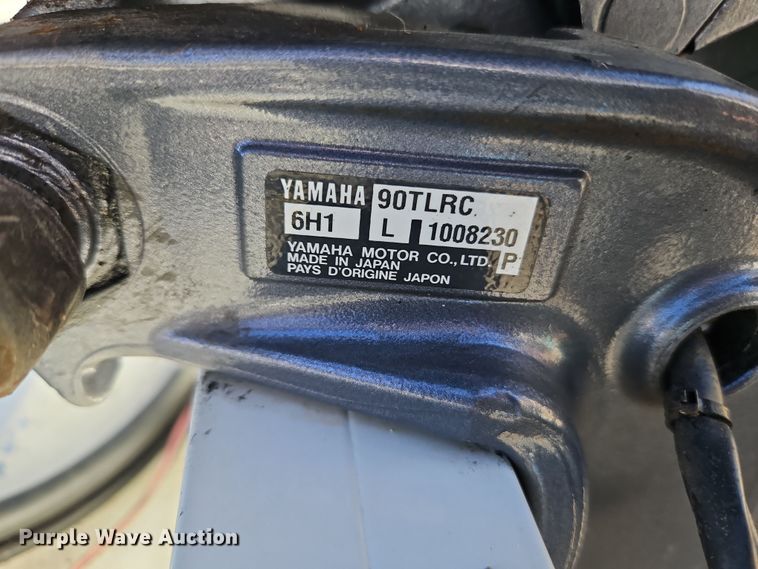 YAMAHA 90TLRC
6H1 L 1008230
YAMAHA MOTOR CO., LTD. P
MADE IN JAPAN
PAYS D'ORIGINE JAPON
Purple Wave Auction